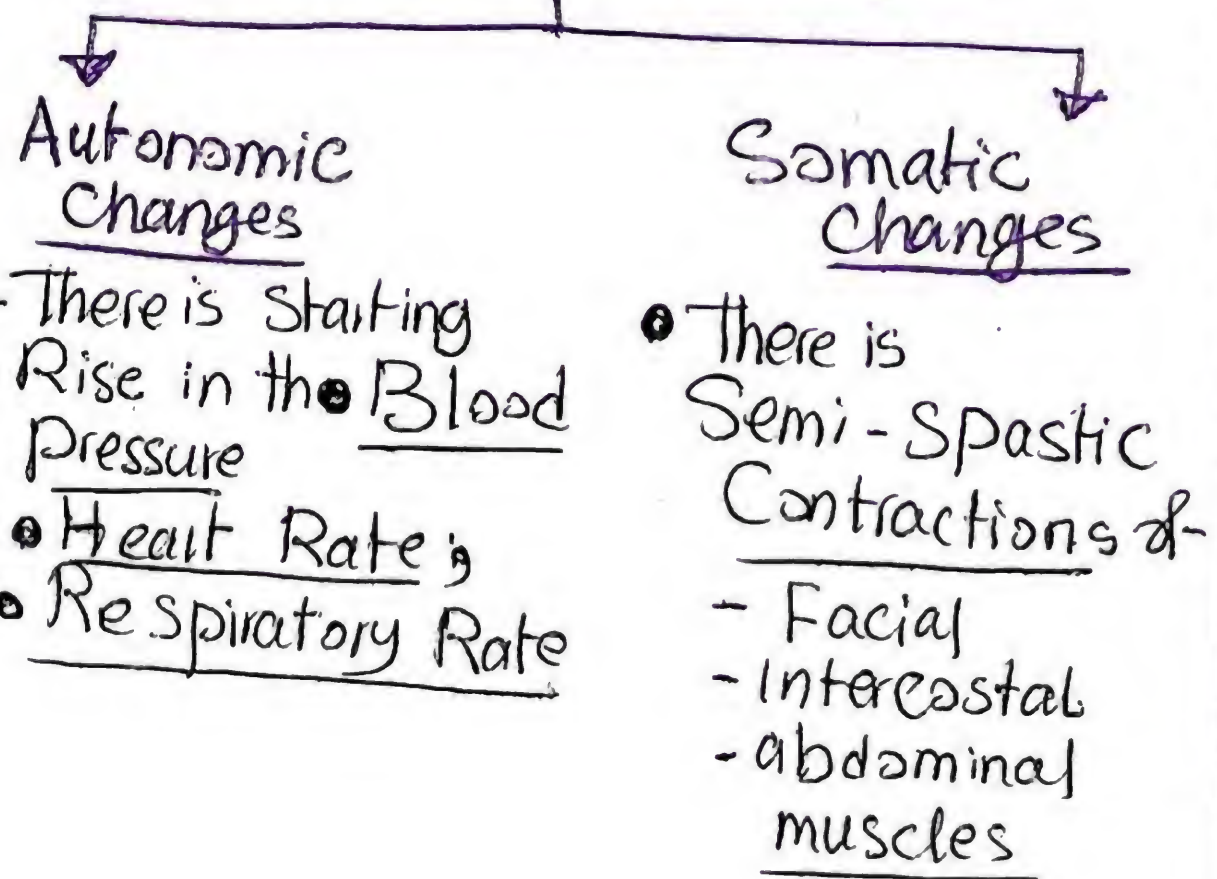 Autonomic
Changes
- There is Starting
Rise in the Blood
Pressure
• Heart Rate ;
• Respiratory Rate
Somatic
Changes
• There is
Semi-Spastic
Contractions of-
- Facial
- Intercostal
- abdominal
muscles